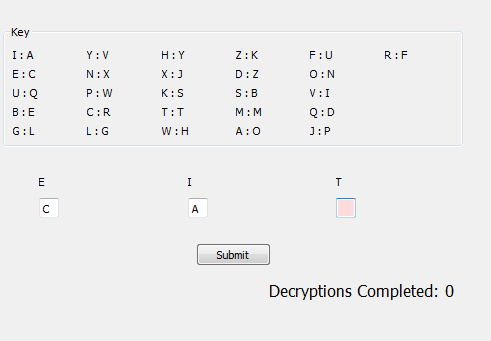 Key
I : A Y : V H : Y Z : K F : U R : F
E : C N : X X : J D : Z O : N
U : Q P : W K : S S : B V : I
B : E C : R T : T M : M Q : D
G : L L : G W : H A : O J : P
E I T
C A
Submit
Decryptions Completed: 0